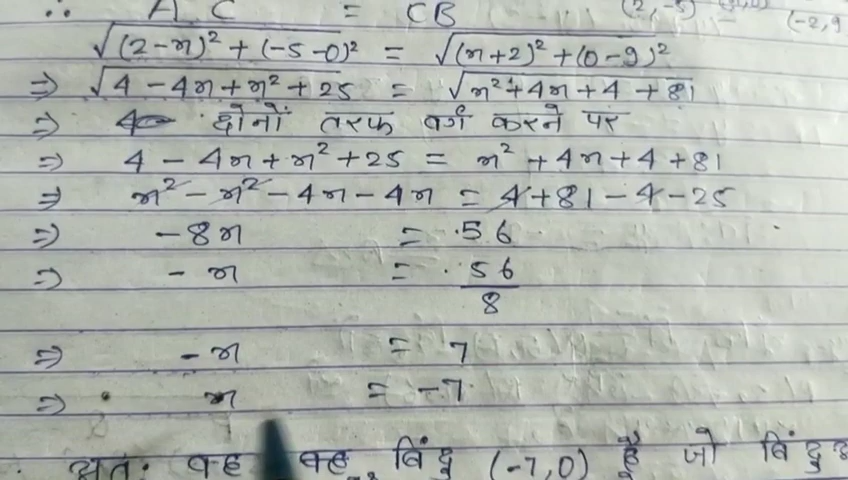 ∴ AC = CB (2,-5) (-2,9
√(2-x)² + (-5-0)² = √(x+2)² + (0-9)²
⇒ √4 - 4x + x² + 25 = √x² + 4x + 4 + 81
⇒ दोनों तरफ वर्ग करने पर
⇒ 4 - 4x + x² + 25 = x² + 4x + 4 + 81
⇒ x² - x² - 4x - 4x = 4 + 81 - 4 - 25
⇒ -8x = 56
⇒ -x = 56/8
⇒ -x = 7
⇒ x = -7
अतः वह बिंदु (-7,0) है जो